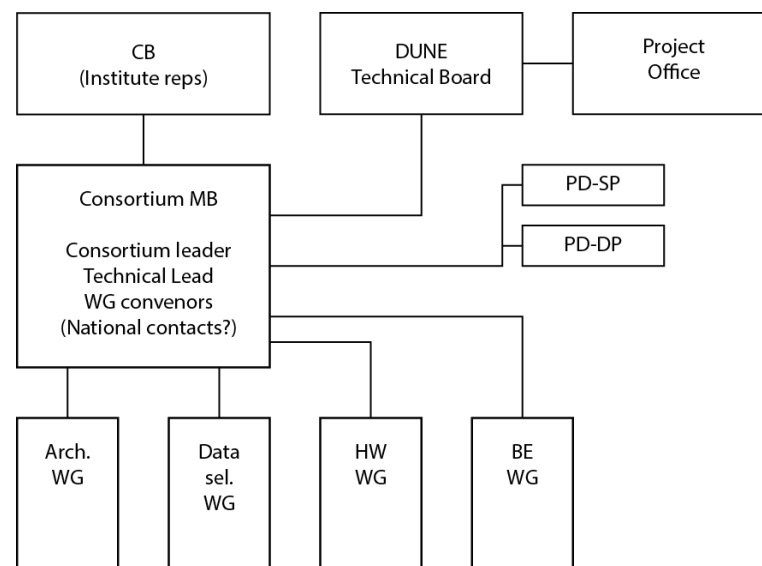 CB
(Institute reps)
DUNE
Technical Board
Project
Office
Consortium MB
Consortium leader
Technical Lead
WG convenors
(National contacts?)
PD-SP
PD-DP
Arch.
WG
Data
sel.
WG
HW
WG
BE
WG